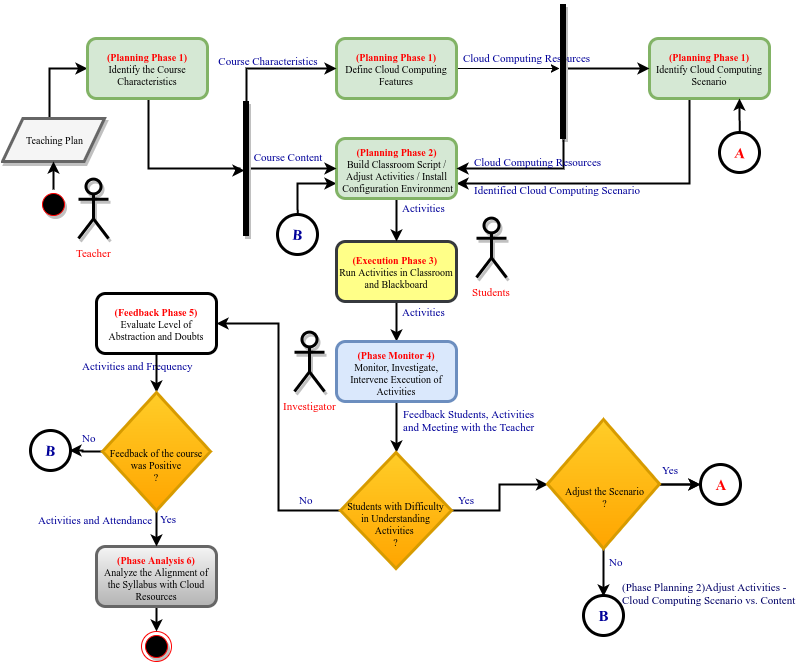 (Planning Phase 1)
Identify the Course
Characteristics
Course Characteristics
(Planning Phase 1)
Define Cloud Computing
Features
Cloud Computing Resources
(Planning Phase 1)
Identify Cloud Computing
Scenario
Teaching Plan
Teacher
Course Content
(Planning Phase 2)
Build Classroom Script /
Adjust Activities / Install
Configuration Environment
Cloud Computing Resources
Identified Cloud Computing Scenario
A
B
Activities
(Execution Phase 3)
Run Activities in Classroom
and Blackboard
Students
Activities
(Phase Monitor 4)
Monitor, Investigate,
Intervene Execution of
Activities
Investigator
(Feedback Phase 5)
Evaluate Level of
Abstraction and Doubts
Activities and Frequency
Feedback Students, Activities
and Meeting with the Teacher
B
No
Feedback of the course
was Positive
?
Activities and Attendance
Yes
No
Students with Difficulty
in Understanding
Activities
?
Yes
Adjust the Scenario
?
Yes
A
No
(Phase Planning 2)Adjust Activities -
Cloud Computing Scenario vs. Content
B
(Phase Analysis 6)
Analyze the Alignment of
the Syllabus with Cloud
Resources